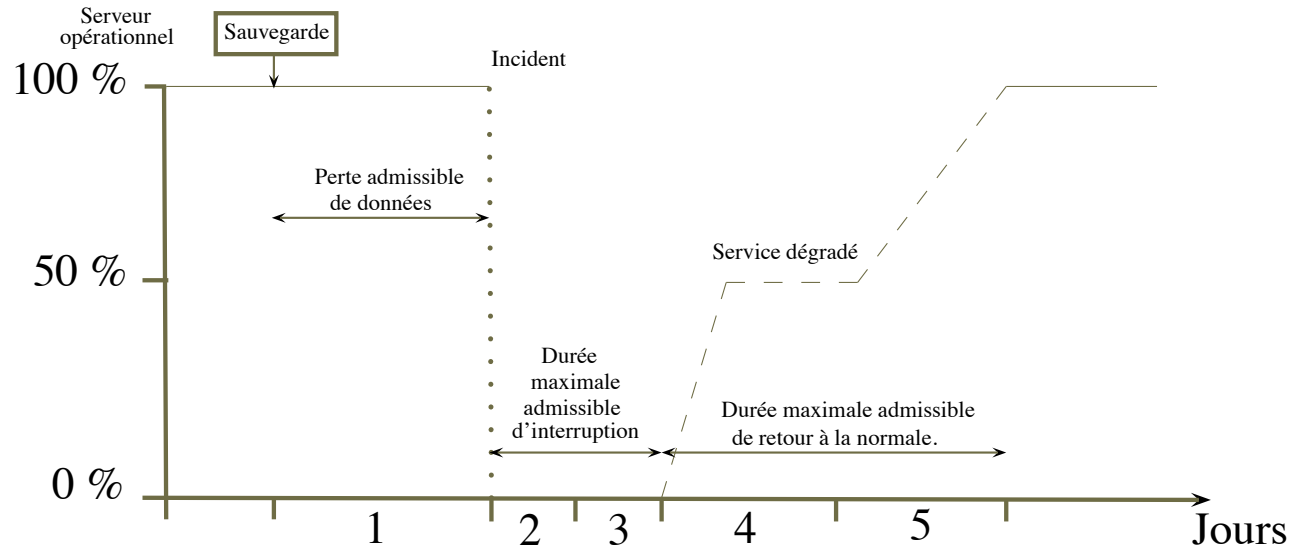 Serveur
opérationnel
Sauvegarde
Incident
100 %
Perte admissible
de données
50 %
Service dégradé
Durée
maximale
admissible
d’interruption
Durée maximale admissible
de retour à la normale.
0 %
1
2
3
4
5
Jours